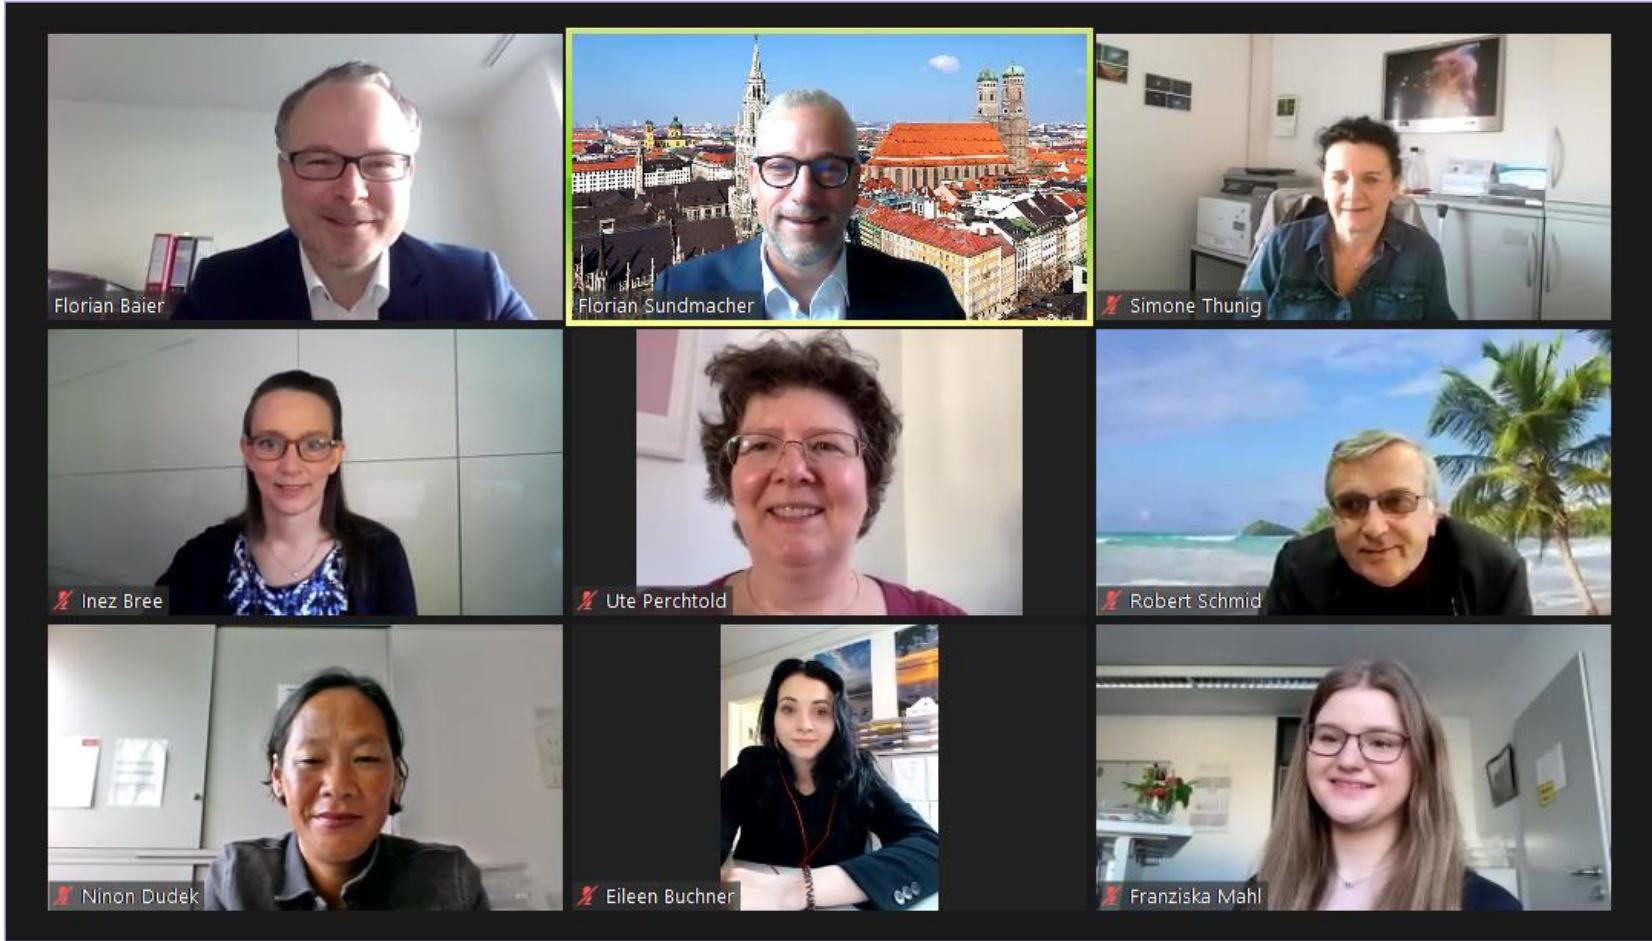 Florian Baier
Florian Sundmacher
Simone Thunig
Inez Bree
Ute Perchtold
Robert Schmid
Ninon Dudek
Eileen Buchner
Franziska Mahl